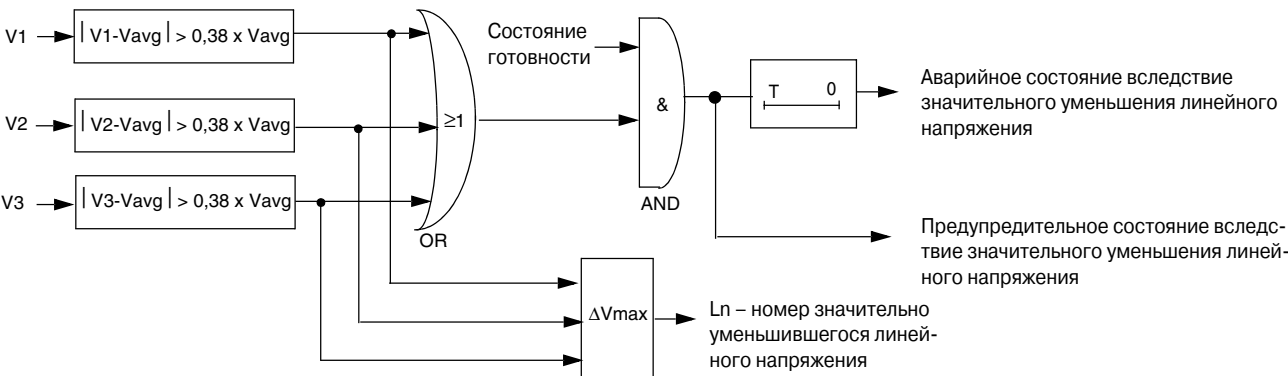 V1
| V1-Vavg | > 0,38 x Vavg
V2
| V2-Vavg | > 0,38 x Vavg
V3
| V3-Vavg | > 0,38 x Vavg
≥1
OR
Состояние
готовности
&
AND
T 0
Аварийное состояние вследствие
значительного уменьшения линейного
напряжения
Предупредительное состояние вследс-
твие значительного уменьшения линей-
ного напряжения
ΔVmax
Ln – номер значительно
уменьшившегося линей-
ного напряжения